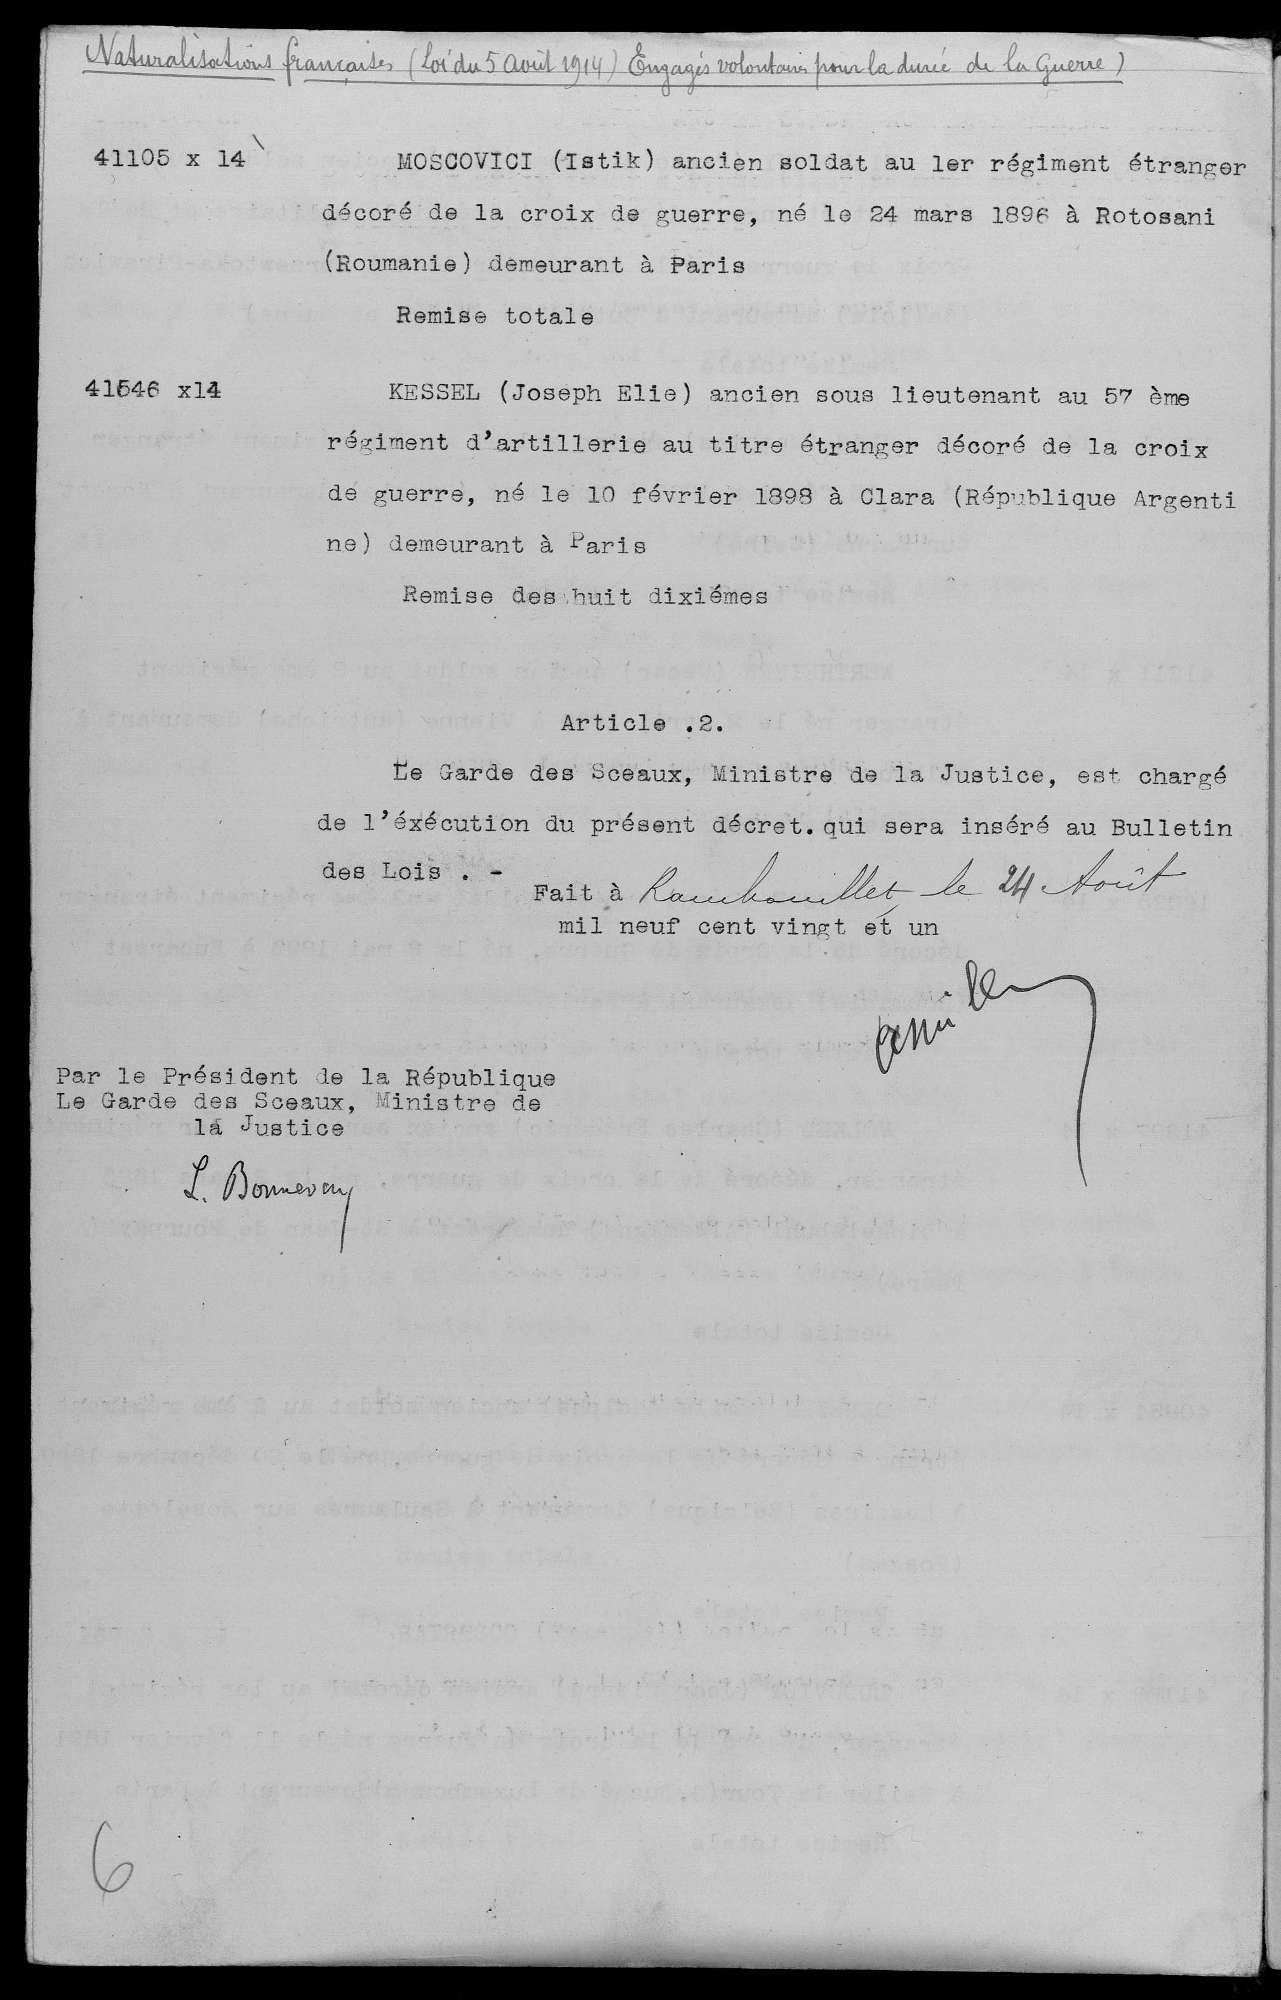 Naturalisations françaises (Loi du 5 Août 1914) Engagés volontaires pour la durée de la Guerre)
41105 x 14 MOSCOVICI (Istik) ancien soldat au 1er régiment étranger
décoré de la croix de guerre, né le 24 mars 1896 à Rotosani
(Roumanie) demeurant à Paris
Remise totale
41546 x14 KESSEL (Joseph Elie) ancien sous lieutenant au 57 ème
régiment d'artillerie au titre étranger décoré de la croix
de guerre, né le 10 février 1898 à Clara (République Argenti
ne) demeurant à Paris
Remise des huit dixiémes
Article .2.
Le Garde des Sceaux, Ministre de la Justice, est chargé
de l'éxécution du présent décret. qui sera inséré au Bulletin
des Lois . -
Fait à Rambouillet, le 24 Août
mil neuf cent vingt et un
Par le Président de la République
Le Garde des Sceaux, Ministre de
la Justice
L. Bonnevay
6